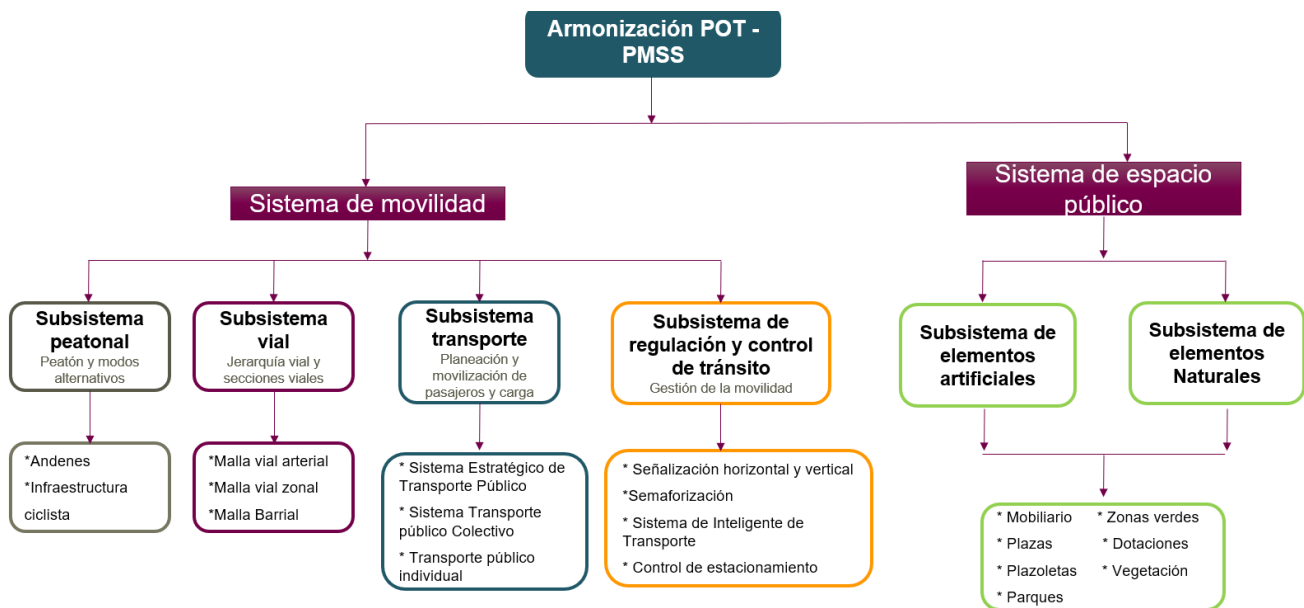 Armonización POT -
PMSS
Sistema de movilidad
Sistema de espacio
público
Subsistema
peatonal
Peatón y modos
alternativos
Subsistema
vial
Jerarquía vial y
secciones viales
Subsistema
transporte
Planeación y
movilización de
pasajeros y carga
Subsistema de
regulación y control
de tránsito
Gestión de la movilidad
Subsistema de
elementos
artificiales
Subsistema de
elementos
Naturales
*Andenes
*Infraestructura
ciclista
*Malla vial arterial
*Malla vial zonal
*Malla Barrial
* Sistema Estratégico de
Transporte Público
* Sistema Transporte
público Colectivo
* Transporte público
individual
* Señalización horizontal y vertical
*Semaforización
* Sistema de Inteligente de
Transporte
* Control de estacionamiento
* Mobiliario
* Plazas
* Plazoletas
* Parques
* Zonas verdes
* Dotaciones
* Vegetación